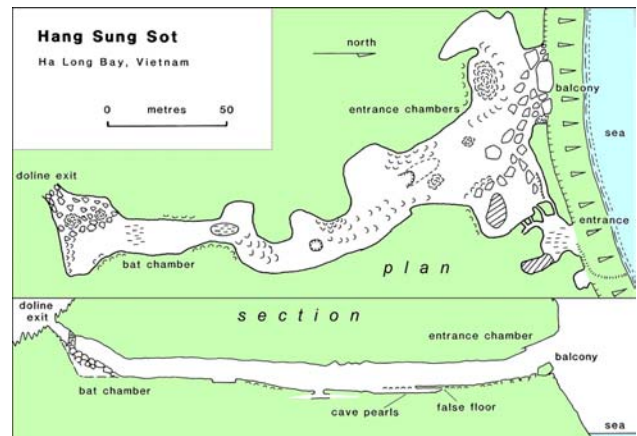 Hang Sung Sot
Ha Long Bay, Vietnam
0 metres 50
north
entrance chambers
balcony
sea
doline exit
entrance
bat chamber
plan
section
doline
exit
entrance chamber
balcony
bat chamber
cave pearls
false floor
sea